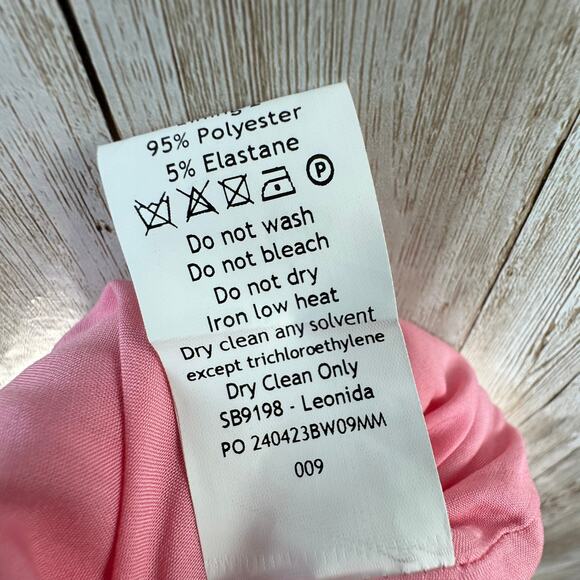 95% Polyester
5% Elastane
P
Do not wash
Do not bleach
Do not dry
Iron low heat
Dry clean any solvent
except trichloroethylene
Dry Clean Only
SB9198 - Leonida
PO 240423BW09MM
009